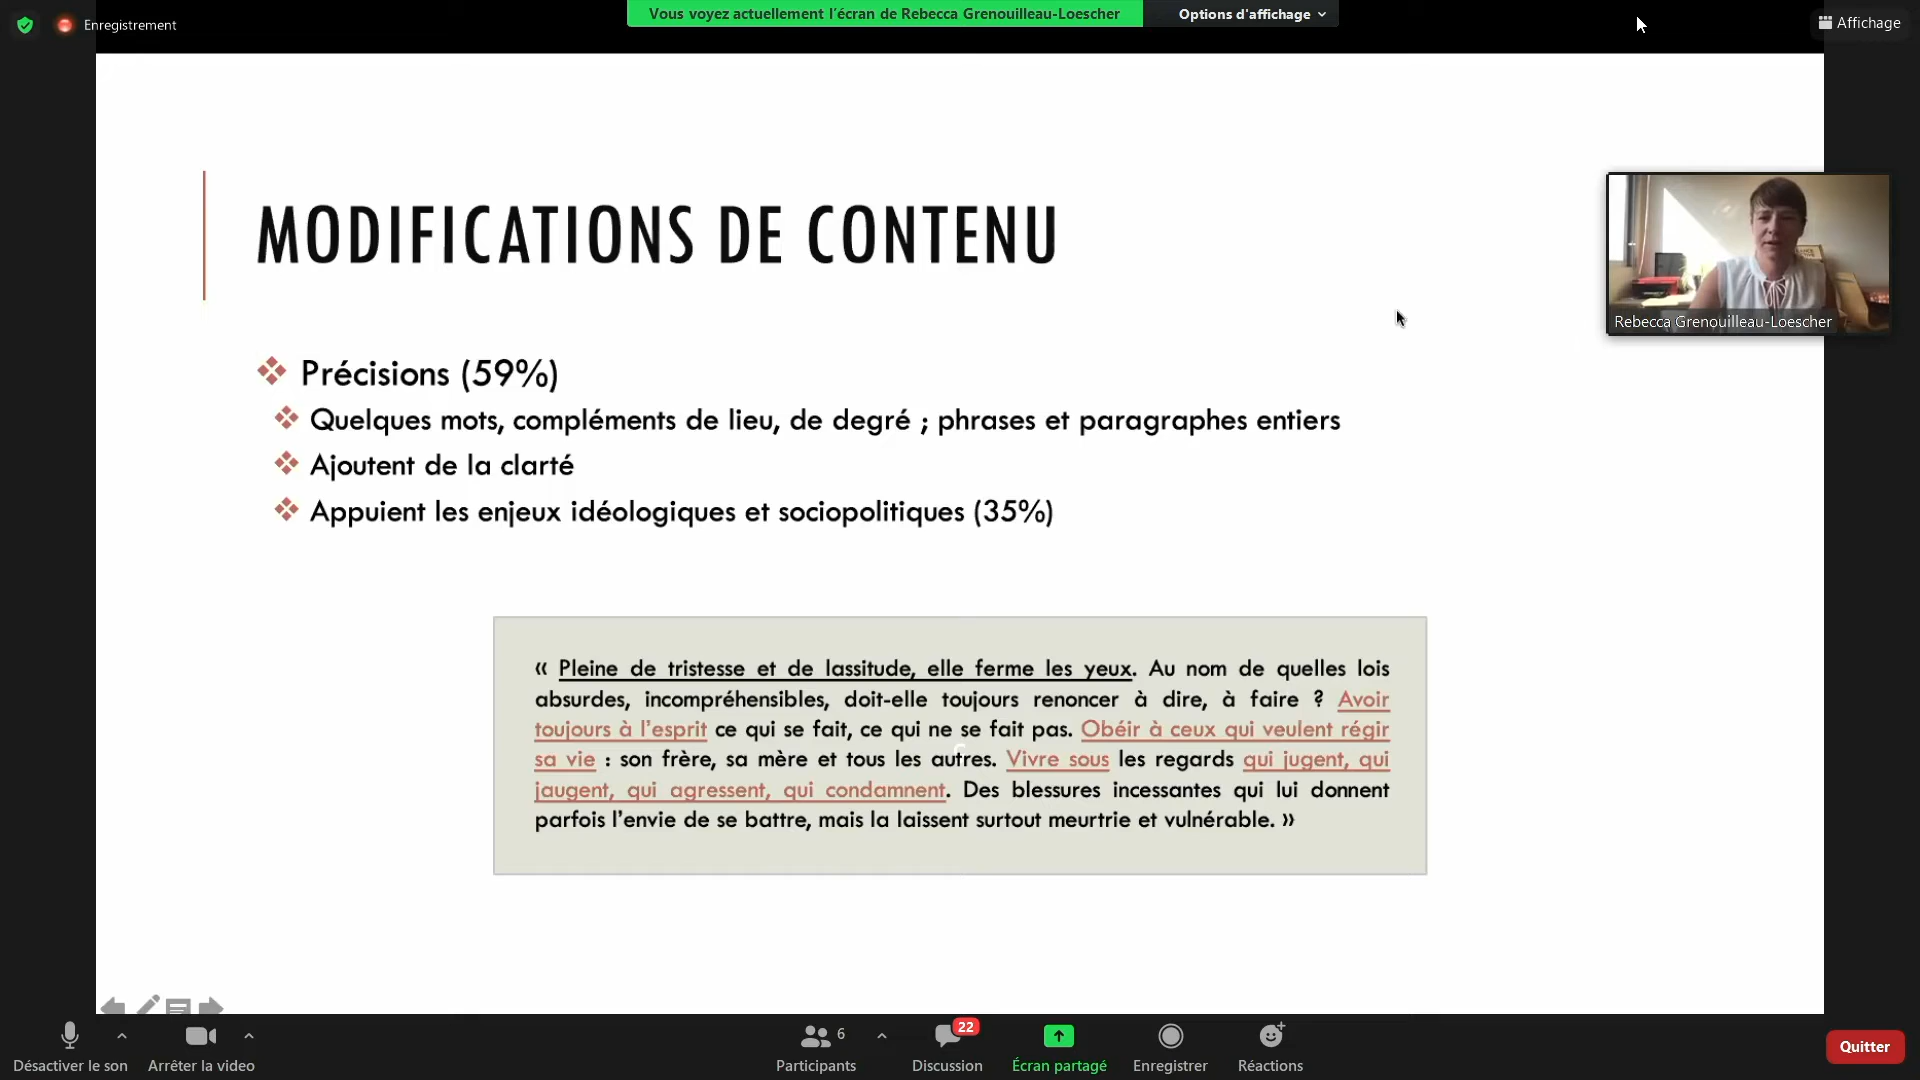 Enregistrement
Vous voyez actuellement l'écran de Rebecca Grenouilleau-Loescher
Options d'affichage
Affichage
MODIFICATIONS DE CONTENU
Rebecca Grenouilleau-Loescher
Précisions (59%)
Quelques mots, compléments de lieu, de degré ; phrases et paragraphes entiers
Ajoutent de la clarté
Appuient les enjeux idéologiques et sociopolitiques (35%)
« Pleine de tristesse et de lassitude, elle ferme les yeux. Au nom de quelles lois
absurdes, incompréhensibles, doit-elle toujours renoncer à dire, à faire ? Avoir
toujours à l'esprit ce qui se fait, ce qui ne se fait pas. Obéir à ceux qui veulent régir
sa vie : son frère, sa mère et tous les autres. Vivre sous les regards qui jugent, qui
jaugent, qui agressent, qui condamnent. Des blessures incessantes qui lui donnent
parfois l'envie de se battre, mais la laissent surtout meurtrie et vulnérable. »
Désactiver le son
Arrêter la video
6
Participants
22
Discussion
Écran partagé
Enregistrer
Réactions
Quitter